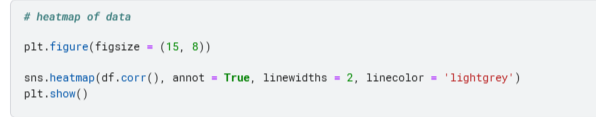 # heatmap of data
plt.figure(figsize = (15, 8))
sns.heatmap(df.corr(), annot = True, linewidths = 2, linecolor = 'lightgrey')
plt.show()